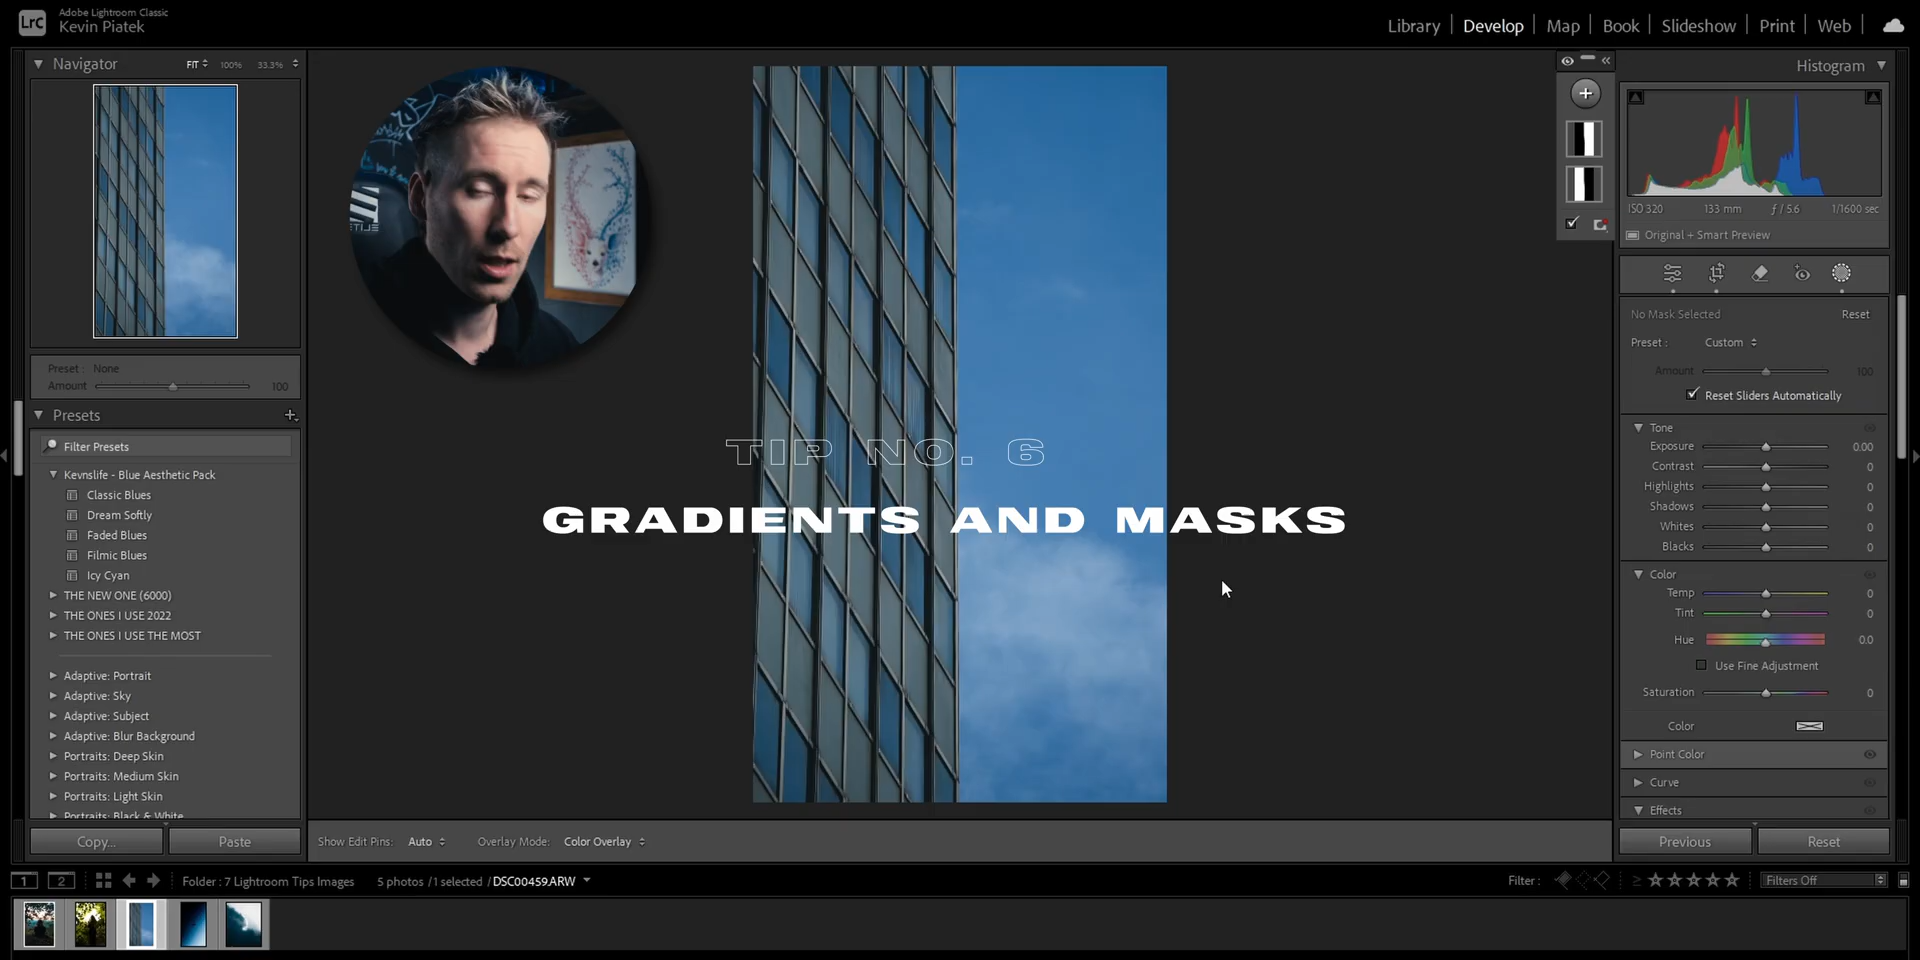 LrC
Adobe Lightroom Classic
Kevin Piatek
Library
Develop
Map
Book
Slideshow
Print
Web
Navigator
FIT
100%
33.3%
Preset : None
Amount
100
Presets
Filter Presets
Kevnslife - Blue Aesthetic Pack
Classic Blues
Dream Softly
Faded Blues
Filmic Blues
Icy Cyan
THE NEW ONE (6000)
THE ONES I USE 2022
THE ONES I USE THE MOST
Adaptive: Portrait
Adaptive: Sky
Adaptive: Subject
Adaptive: Blur Background
Portraits: Deep Skin
Portraits: Medium Skin
Portraits: Light Skin
Portraits: Black & White
Copy...
Paste
TIP NO. 6
GRADIENTS AND MASKS
Show Edit Pins: Auto
Overlay Mode: Color Overlay
Histogram
ISO 320
133 mm
ƒ / 5.6
1/1600 sec
Original + Smart Preview
No Mask Selected
Reset
Preset : Custom
Amount
100
Reset Sliders Automatically
Tone
Exposure 0.00
Contrast 0
Highlights 0
Shadows 0
Whites 0
Blacks 0
Color
Temp 0
Tint 0
Hue 0.0
Use Fine Adjustment
Saturation 0
Color
Point Color
Curve
Effects
Previous
Reset
1
2
Folder : 7 Lightroom Tips Images
5 photos / 1 selected / DSC00459.ARW
Filter :
≥
Filters Off